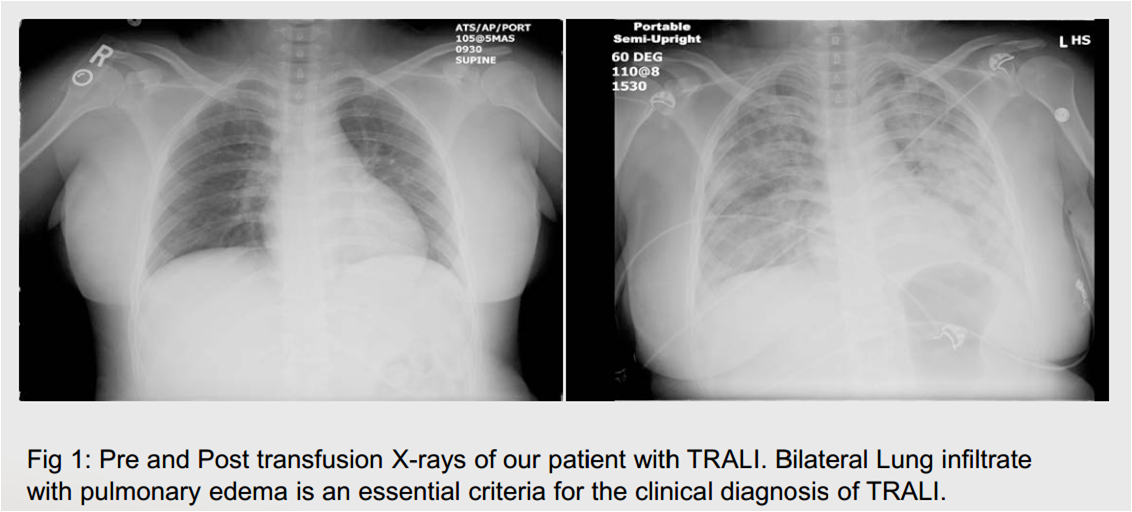 R
ATS/AP/PORT
105@5MAS
0930
SUPINE
Portable
Semi-Upright
60 DEG
110@8
1530
L HS
Fig 1: Pre and Post transfusion X-rays of our patient with TRALI. Bilateral Lung infiltrate
with pulmonary edema is an essential criteria for the clinical diagnosis of TRALI.